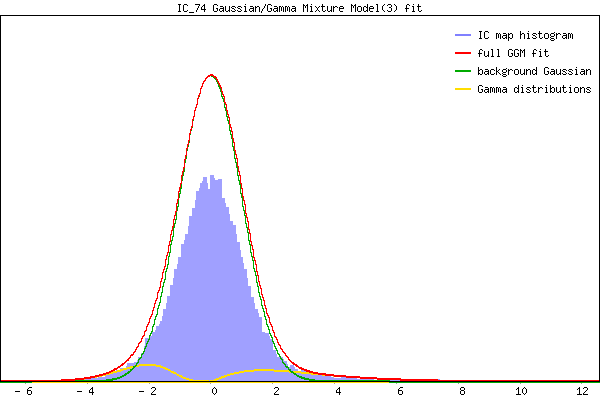 IC_74 Gaussian/Gamma Mixture Model(3) fit
IC map histogram
full GGM fit
background Gaussian
Gamma distributions
- 6 - 4 - 2 0 2 4 6 8 10 12